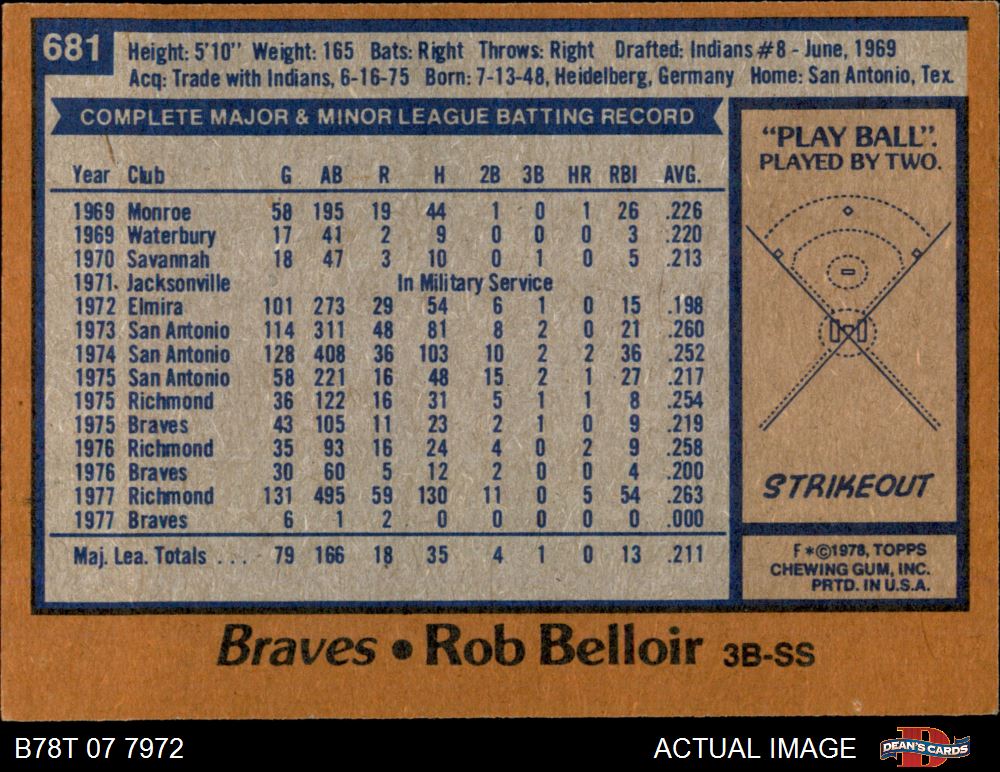 681
Height: 5'10" Weight: 165 Bats: Right Throws: Right Drafted: Indians #8 - June, 1969
Acq: Trade with Indians, 6-16-75 Born: 7-13-48, Heidelberg, Germany Home: San Antonio, Tex.
COMPLETE MAJOR & MINOR LEAGUE BATTING RECORD
Year Club G AB R H 2B 3B HR RBI AVG.
1969 Monroe 58 195 19 44 1 0 1 26 .226
1969 Waterbury 17 41 2 9 0 0 0 3 .220
1970 Savannah 18 47 3 10 0 1 0 5 .213
1971. Jacksonville In Military Service
1972 Elmira 101 273 29 54 6 1 0 15 .198
1973 San Antonio 114 311 48 81 8 2 0 21 .260
1974 San Antonio 128 408 36 103 10 2 2 36 .252
1975 San Antonio 58 221 16 48 15 2 1 27 .217
1975 Richmond 36 122 16 31 5 1 1 8 .254
1975 Braves 43 105 11 23 2 1 0 9 .219
1976 Richmond 35 93 16 24 4 0 2 9 .258
1976 Braves 30 60 5 12 2 0 0 4 .200
1977 Richmond 131 495 59 130 11 0 5 54 .263
1977 Braves 6 1 2 0 0 0 0 0 .000
Maj. Lea. Totals . . . 79 166 18 35 4 1 0 13 .211
"PLAY BALL".
PLAYED BY TWO.
STRIKEOUT
F*©1978, TOPPS
CHEWING GUM, INC.
PRTD. IN U.S.A.
Braves • Rob Belloir 3B-SS
B78T 07 7972
ACTUAL IMAGE
D
DEAN'S CARDS